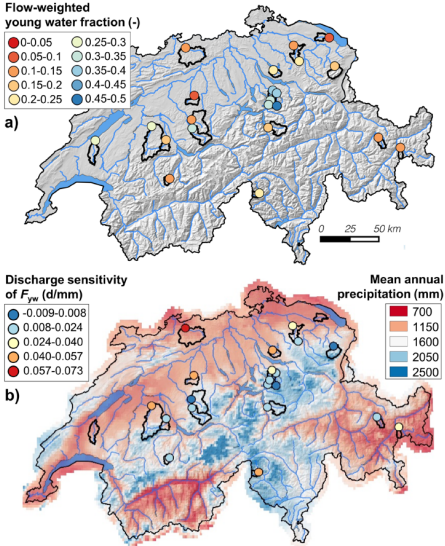 Flow-weighted
young water fraction (-)
0-0.05
0.05-0.1
0.1-0.15
0.15-0.2
0.2-0.25
0.25-0.3
0.3-0.35
0.35-0.4
0.4-0.45
0.45-0.5
a)
0 25 50 km
Discharge sensitivity
of Fyw (d/mm)
-0.009-0.008
0.008-0.024
0.024-0.040
0.040-0.057
0.057-0.073
Mean annual
precipitation (mm)
700
1150
1600
2050
2500
b)